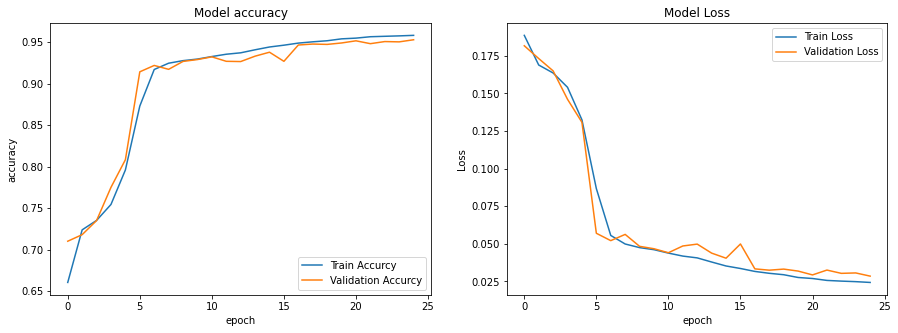 Model accuracy
0.95
0.90
0.85
0.80
0.75
0.70
0.65
accuracy
Train Accurcy
Validation Accurcy
0 5 10 15 20 25
epoch
Model Loss
0.175
0.150
0.125
0.100
0.075
0.050
0.025
Loss
Train Loss
Validation Loss
0 5 10 15 20 25
epoch